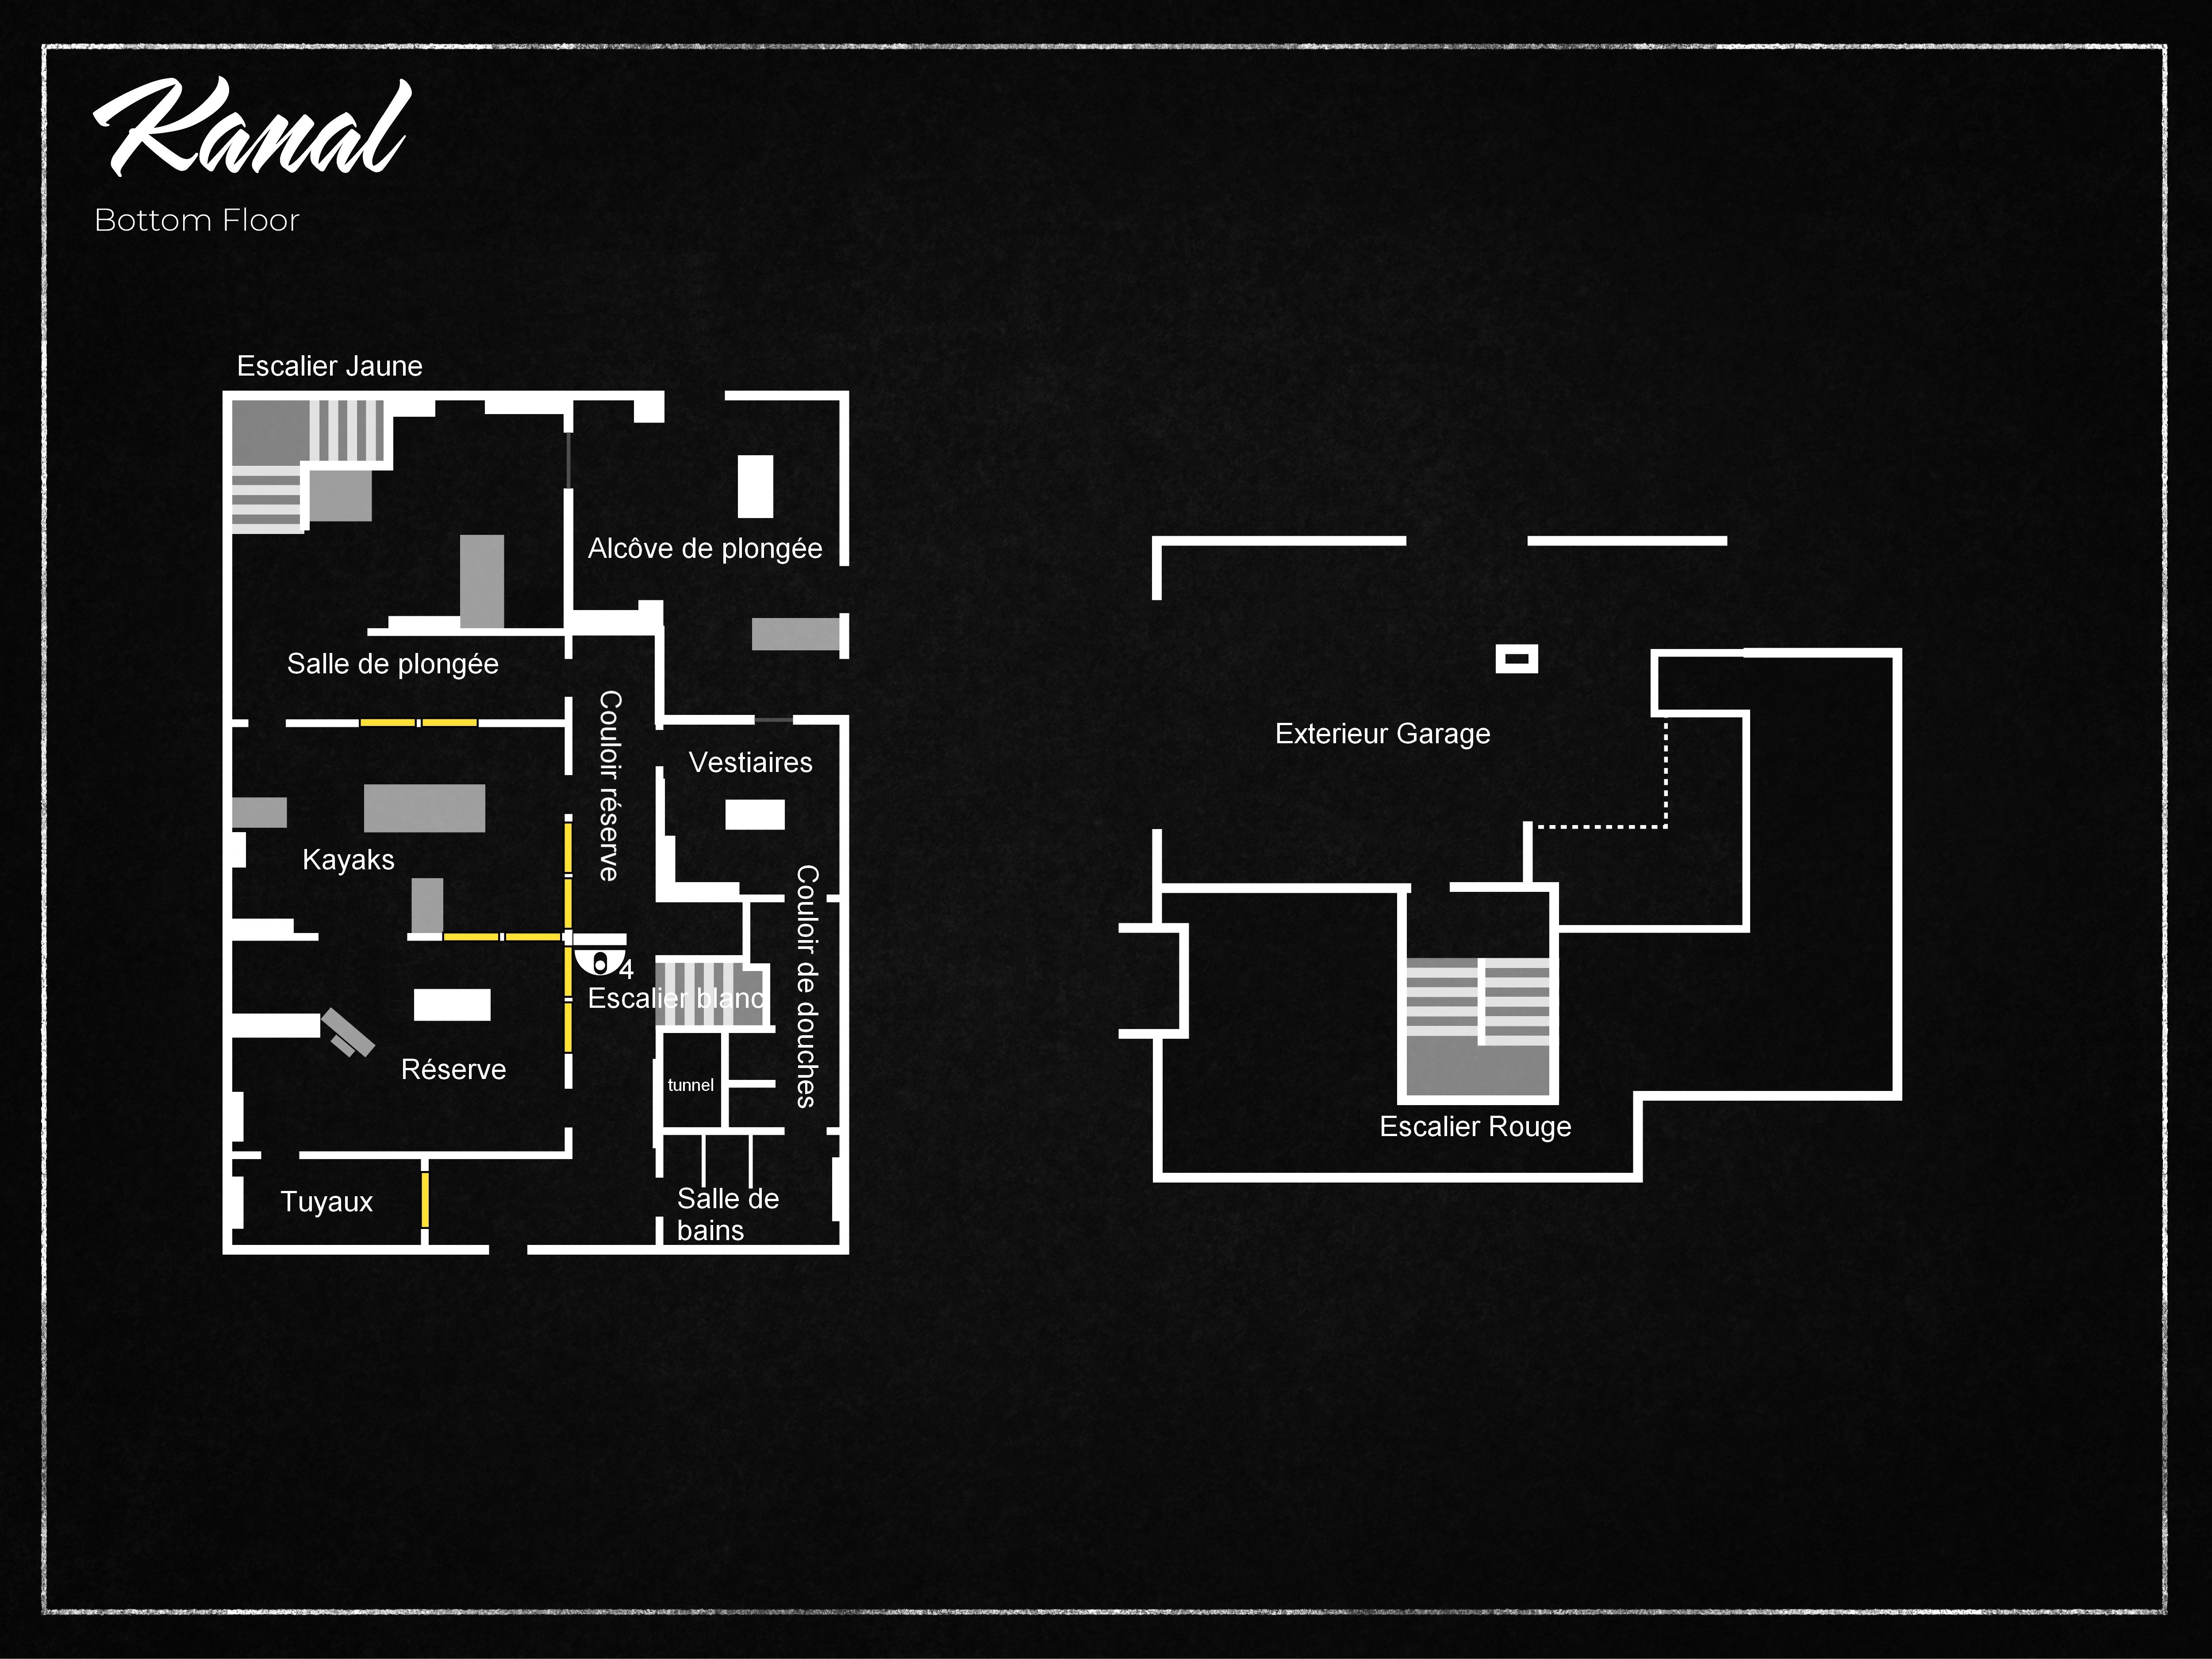 Kanal
Bottom Floor
Escalier Jaune
Alcôve de plongée
Salle de plongée
Couloir réserve
Vestiaires
Kayaks
Couloir de douches
4
Escalier blanc
Réserve
tunnel
Tuyaux
Salle de
bains
Exterieur Garage
Escalier Rouge